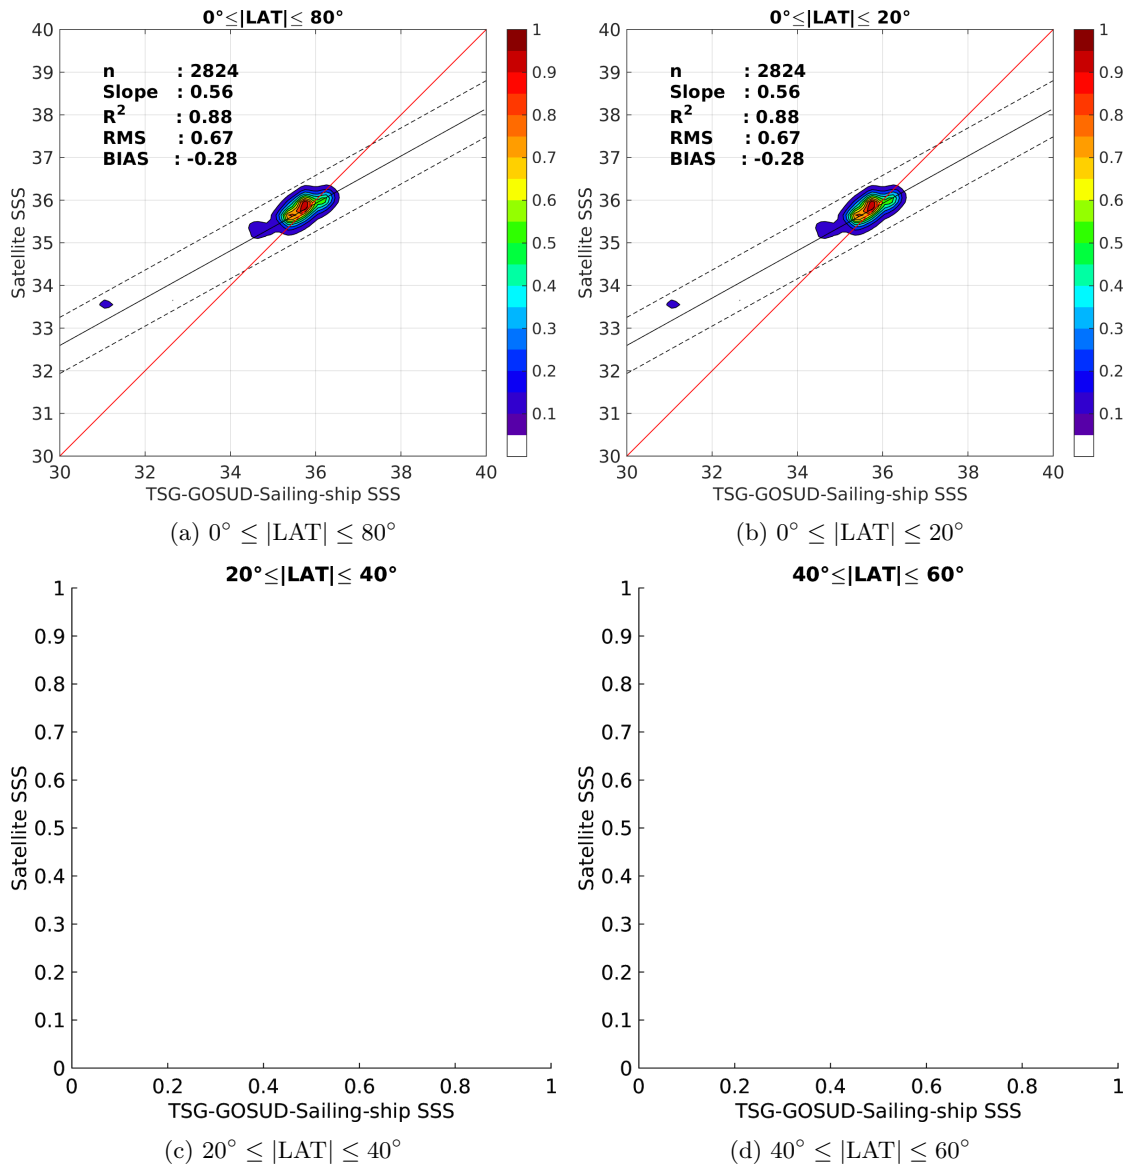 0°≤|LAT|≤ 80°
40
39
38
37
36
35
34
33
32
31
30
n : 2824
Slope : 0.56
R² : 0.88
RMS : 0.67
BIAS : -0.28
Satellite SSS
30 32 34 36 38 40
TSG-GOSUD-Sailing-ship SSS
1
0.9
0.8
0.7
0.6
0.5
0.4
0.3
0.2
0.1
(a) 0° ≤ |LAT| ≤ 80°
0°≤|LAT|≤ 20°
40
39
38
37
36
35
34
33
32
31
30
n : 2824
Slope : 0.56
R² : 0.88
RMS : 0.67
BIAS : -0.28
Satellite SSS
30 32 34 36 38 40
TSG-GOSUD-Sailing-ship SSS
1
0.9
0.8
0.7
0.6
0.5
0.4
0.3
0.2
0.1
(b) 0° ≤ |LAT| ≤ 20°
20°≤|LAT|≤ 40°
1
0.9
0.8
0.7
0.6
0.5
0.4
0.3
0.2
0.1
0
Satellite SSS
0 0.2 0.4 0.6 0.8 1
TSG-GOSUD-Sailing-ship SSS
(c) 20° ≤ |LAT| ≤ 40°
40°≤|LAT|≤ 60°
1
0.9
0.8
0.7
0.6
0.5
0.4
0.3
0.2
0.1
0
Satellite SSS
0 0.2 0.4 0.6 0.8 1
TSG-GOSUD-Sailing-ship SSS
(d) 40° ≤ |LAT| ≤ 60°